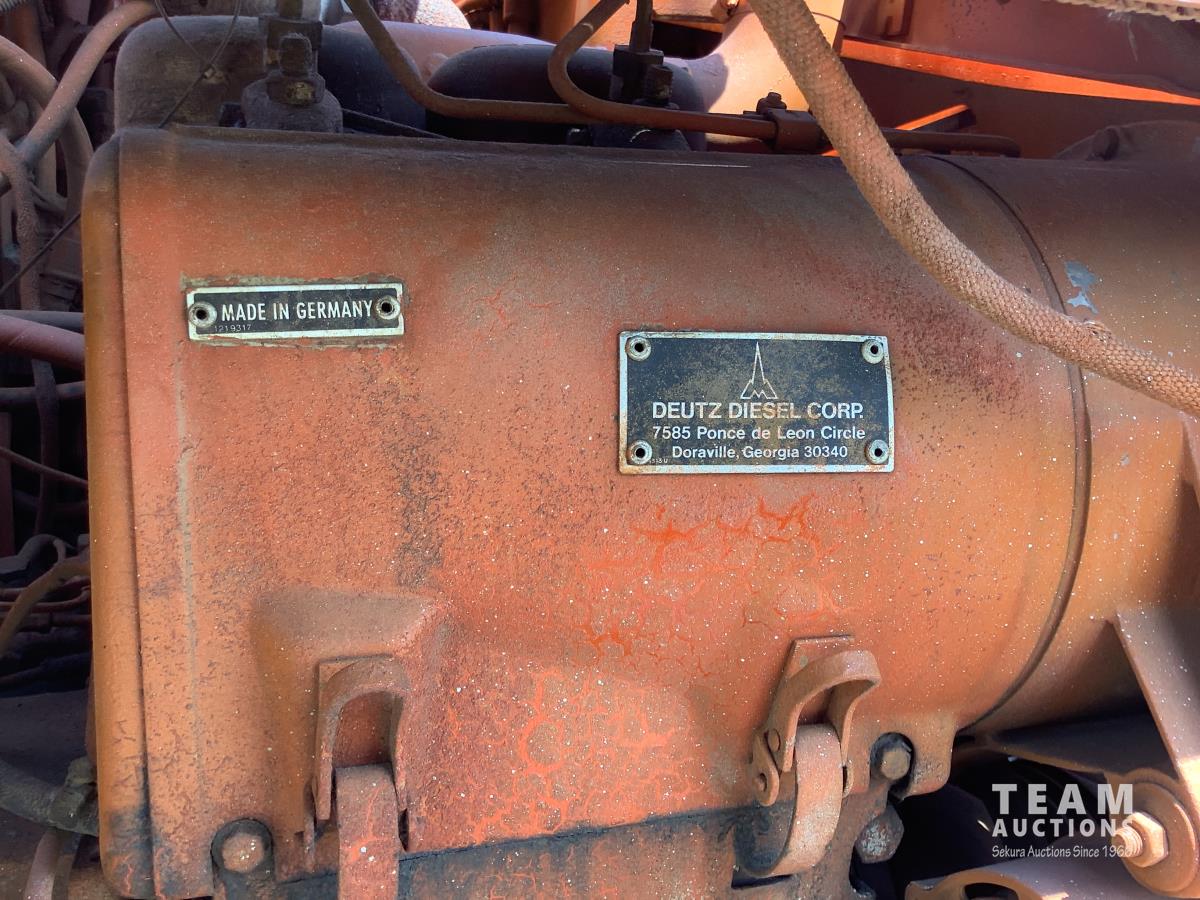 MADE IN GERMANY
1219317
DEUTZ DIESEL CORP.
7585 Ponce de Leon Circle
Doraville, Georgia 30340
TEAM
AUCTIONS
Sekura Auctions Since 1966